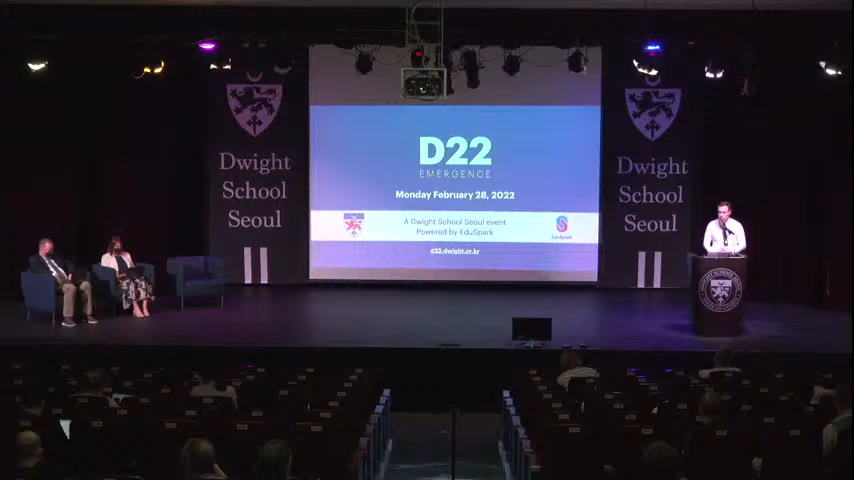 Dwight
School
Seoul
D22
EMERGENCE
Monday February 28, 2022
A Dwight School Seoul event
Powered by EduSpark
EduSpark
d22.dwight.or.kr
Dwight
School
Seoul